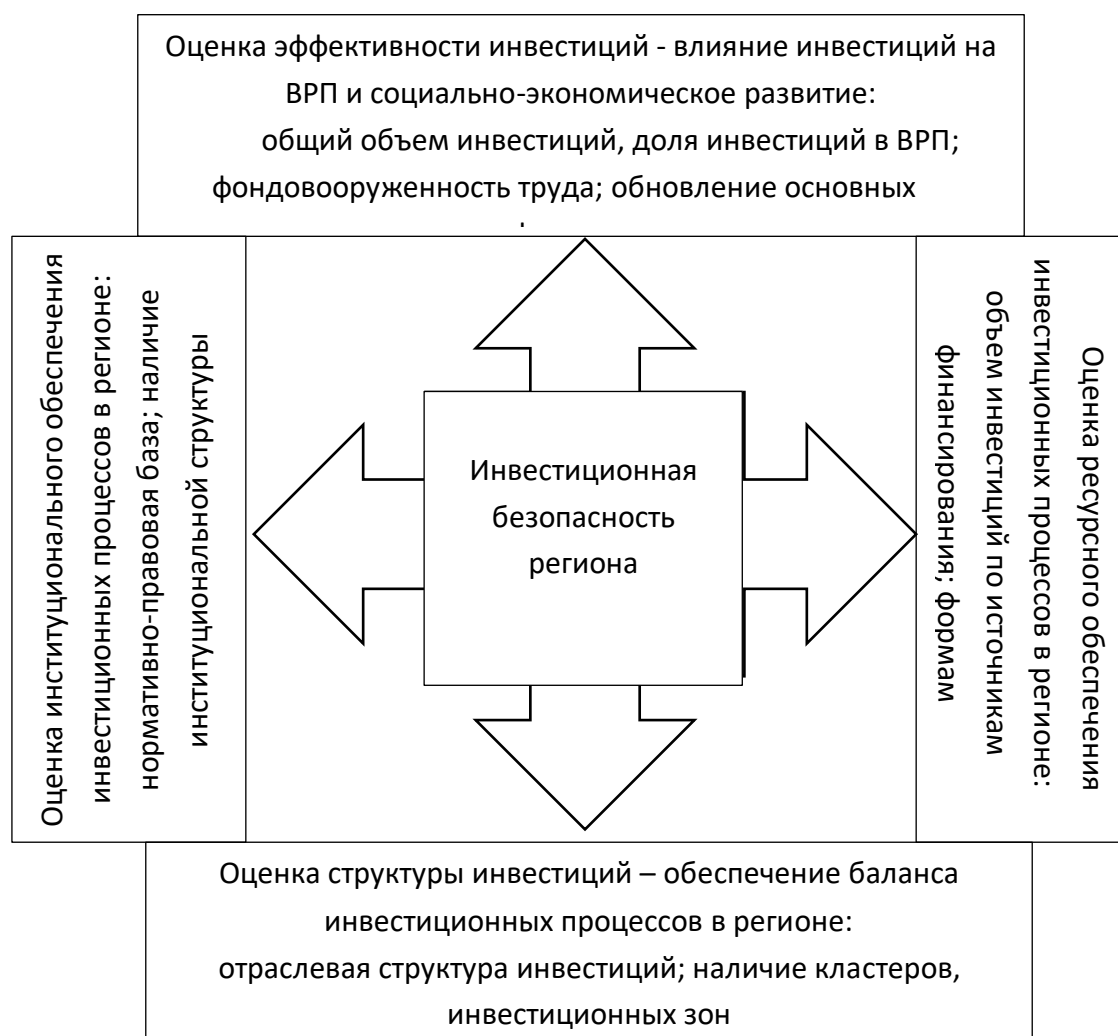 Оценка эффективности инвестиций - влияние инвестиций на
ВРП и социально-экономическое развитие:
общий объем инвестиций, доля инвестиций в ВРП;
фондовооруженность труда; обновление основных
Оценка институционального обеспечения
инвестиционных процессов в регионе:
нормативно-правовая база; наличие
институциональной структуры
Инвестиционная
безопасность
региона
Оценка ресурсного обеспечения
инвестиционных процессов в регионе:
объем инвестиций по источникам
финансирования; формам
Оценка структуры инвестиций – обеспечение баланса
инвестиционных процессов в регионе:
отраслевая структура инвестиций; наличие кластеров,
инвестиционных зон